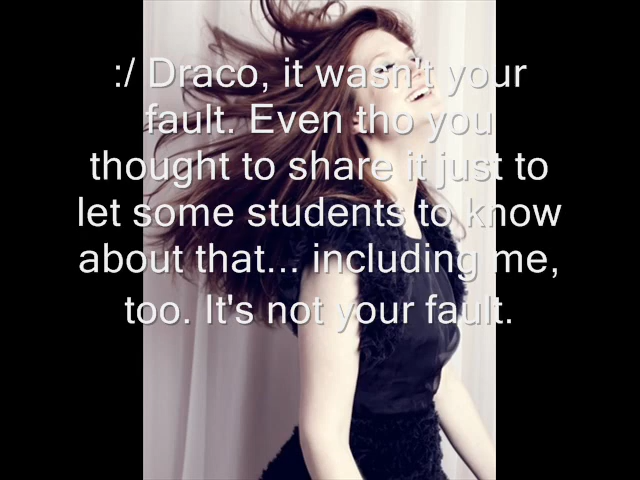 :/ Draco, it wasn't your
fault. Even tho you
thought to share it just to
let some students to know
about that... including me,
too. It's not your fault.